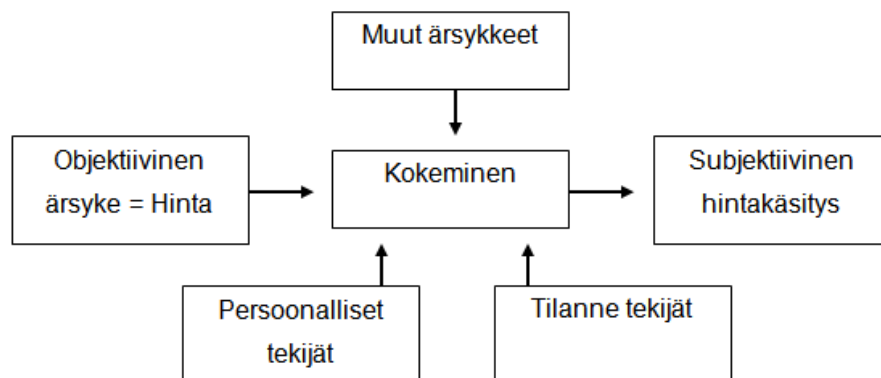 Muut ärsykkeet
Objektiivinen
ärsyke = Hinta
Kokeminen
Subjektiivinen
hintakäsitys
Persoonalliset
tekijät
Tilanne tekijät